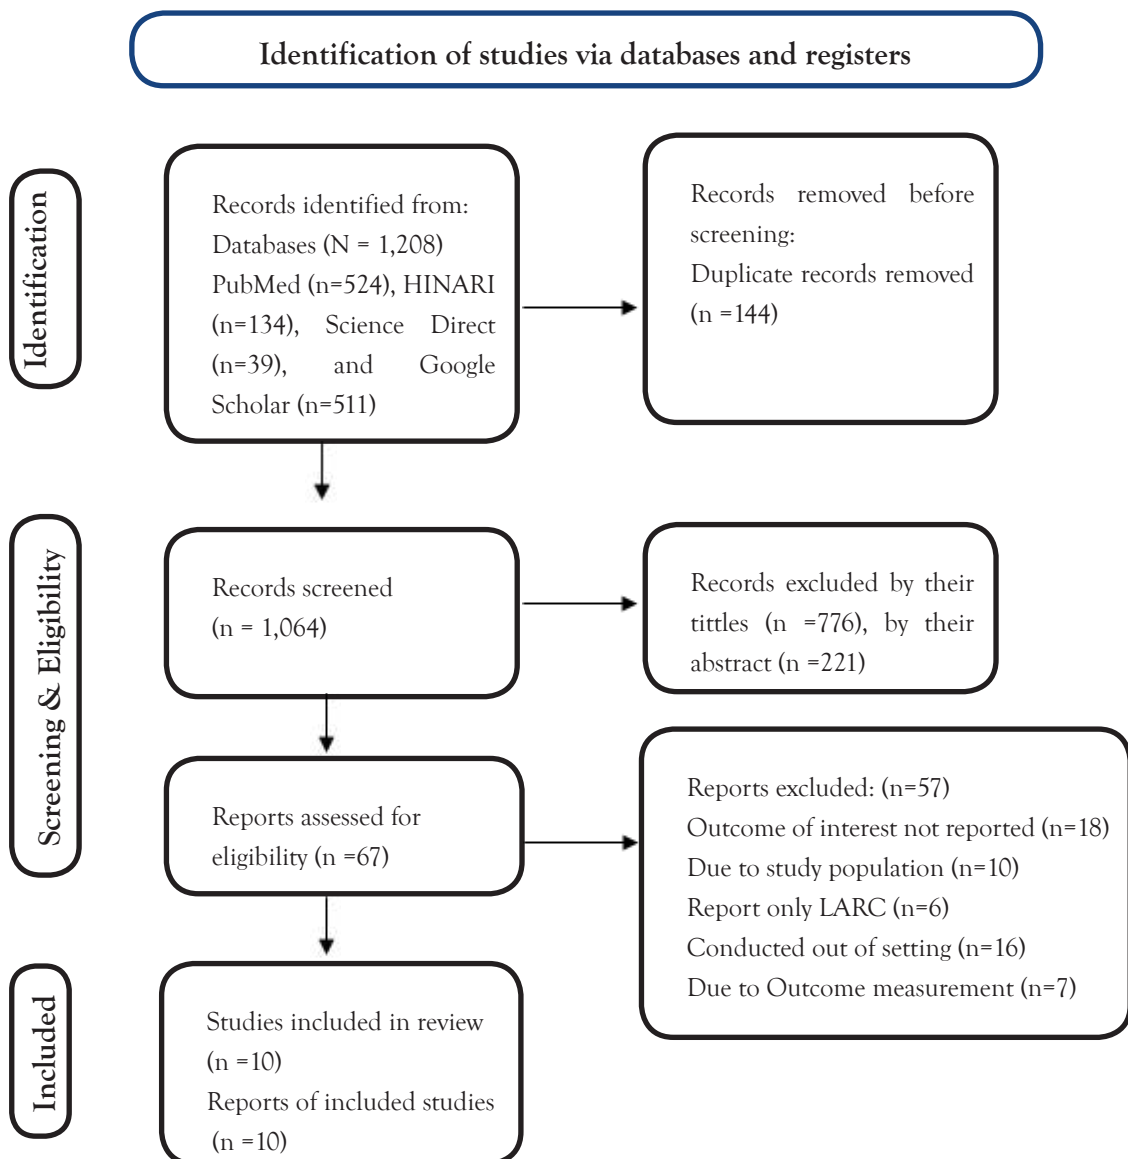 Identification of studies via databases and registers
Identification
Records identified from:
Databases (N = 1,208)
PubMed (n=524), HINARI
(n=134), Science Direct
(n=39), and Google
Scholar (n=511)
Records removed before
screening:
Duplicate records removed
(n =144)
Screening & Eligibility
Records screened
(n = 1,064)
Records excluded by their
tittles (n =776), by their
abstract (n =221)
Reports assessed for
eligibility (n =67)
Reports excluded: (n=57)
Outcome of interest not reported (n=18)
Due to study population (n=10)
Report only LARC (n=6)
Conducted out of setting (n=16)
Due to Outcome measurement (n=7)
Included
Studies included in review
(n =10)
Reports of included studies
(n =10)